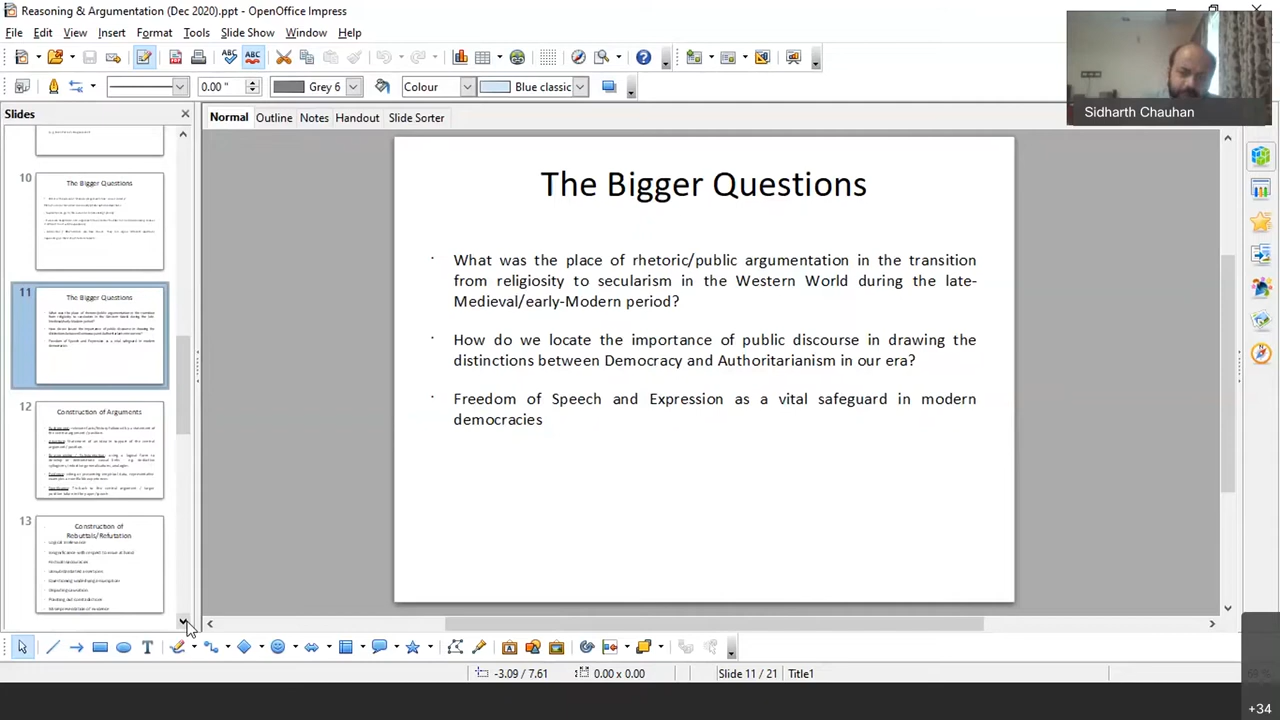 Reasoning & Argumentation (Dec 2020).ppt - OpenOffice Impress
File Edit View Insert Format Tools Slide Show Window Help
0.00 " Grey 6 Colour Blue classic
Sidharth Chauhan
Slides
Normal Outline Notes Handout Slide Sorter
10
The Bigger Questions
11
The Bigger Questions
12
Construction of Arguments
13
Construction of
Rebuttals/Refutation
The Bigger Questions
· What was the place of rhetoric/public argumentation in the transition
from religiosity to secularism in the Western World during the late-
Medieval/early-Modern period?
· How do we locate the importance of public discourse in drawing the
distinctions between Democracy and Authoritarianism in our era?
· Freedom of Speech and Expression as a vital safeguard in modern
democracies
-3.09 / 7.61 0.00 x 0.00 Slide 11 / 21 Title1
+34